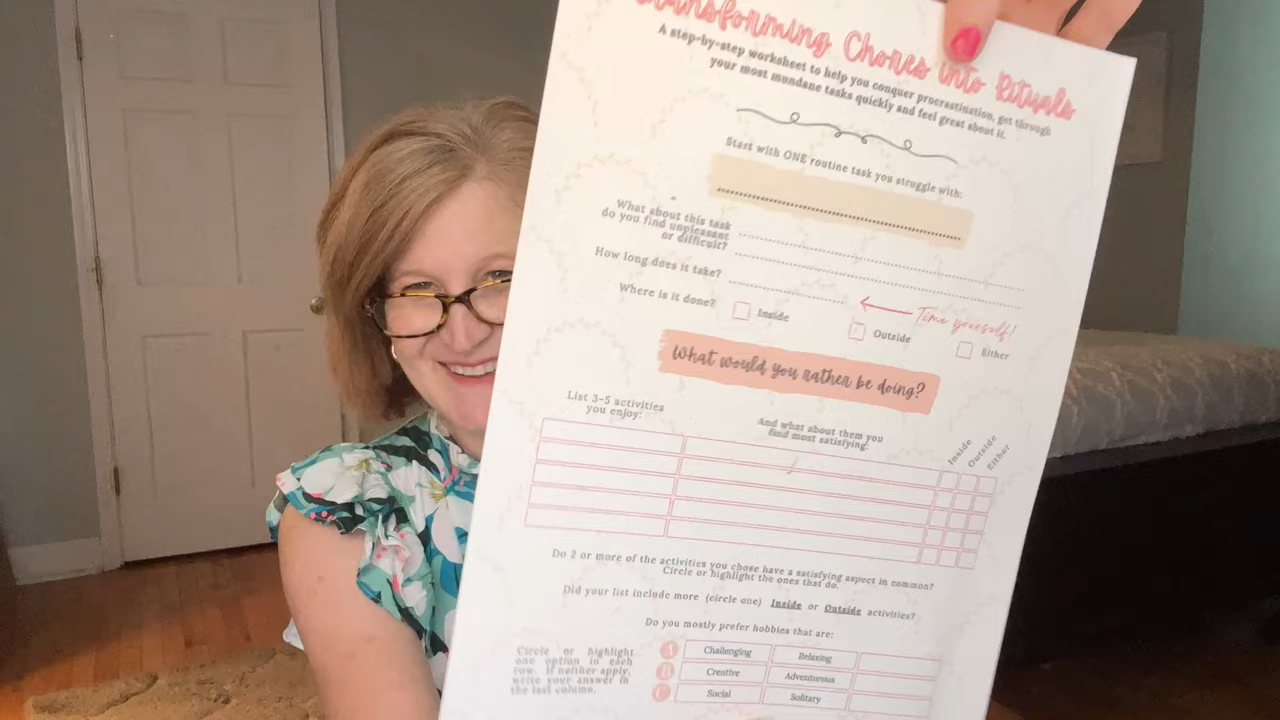 Transforming Chores into Rituals
A step-by-step worksheet to help you conquer procrastination, get through
your most mundane tasks quickly and feel great about it.
Start with ONE routine task you struggle with:
What about this task
do you find unpleasant
or difficult?
How long does it take?
Time yourself!
Where is it done?
Inside
Outside
Either
What would you rather be doing?
List 3-5 activities
you enjoy:
And what about them you
find most satisfying:
Inside
Outside
Either
Do 2 or more of the activities you chose have a satisfying aspect in common?
Circle or highlight the ones that do.
Did your list include more (circle one) Inside or Outside activities?
Do you mostly prefer hobbies that are:
Circle or highlight
one option in each
row. If neither apply,
write your answer in
the last column.
A Challenging Relaxing
B Creative Adventurous
C Social Solitary